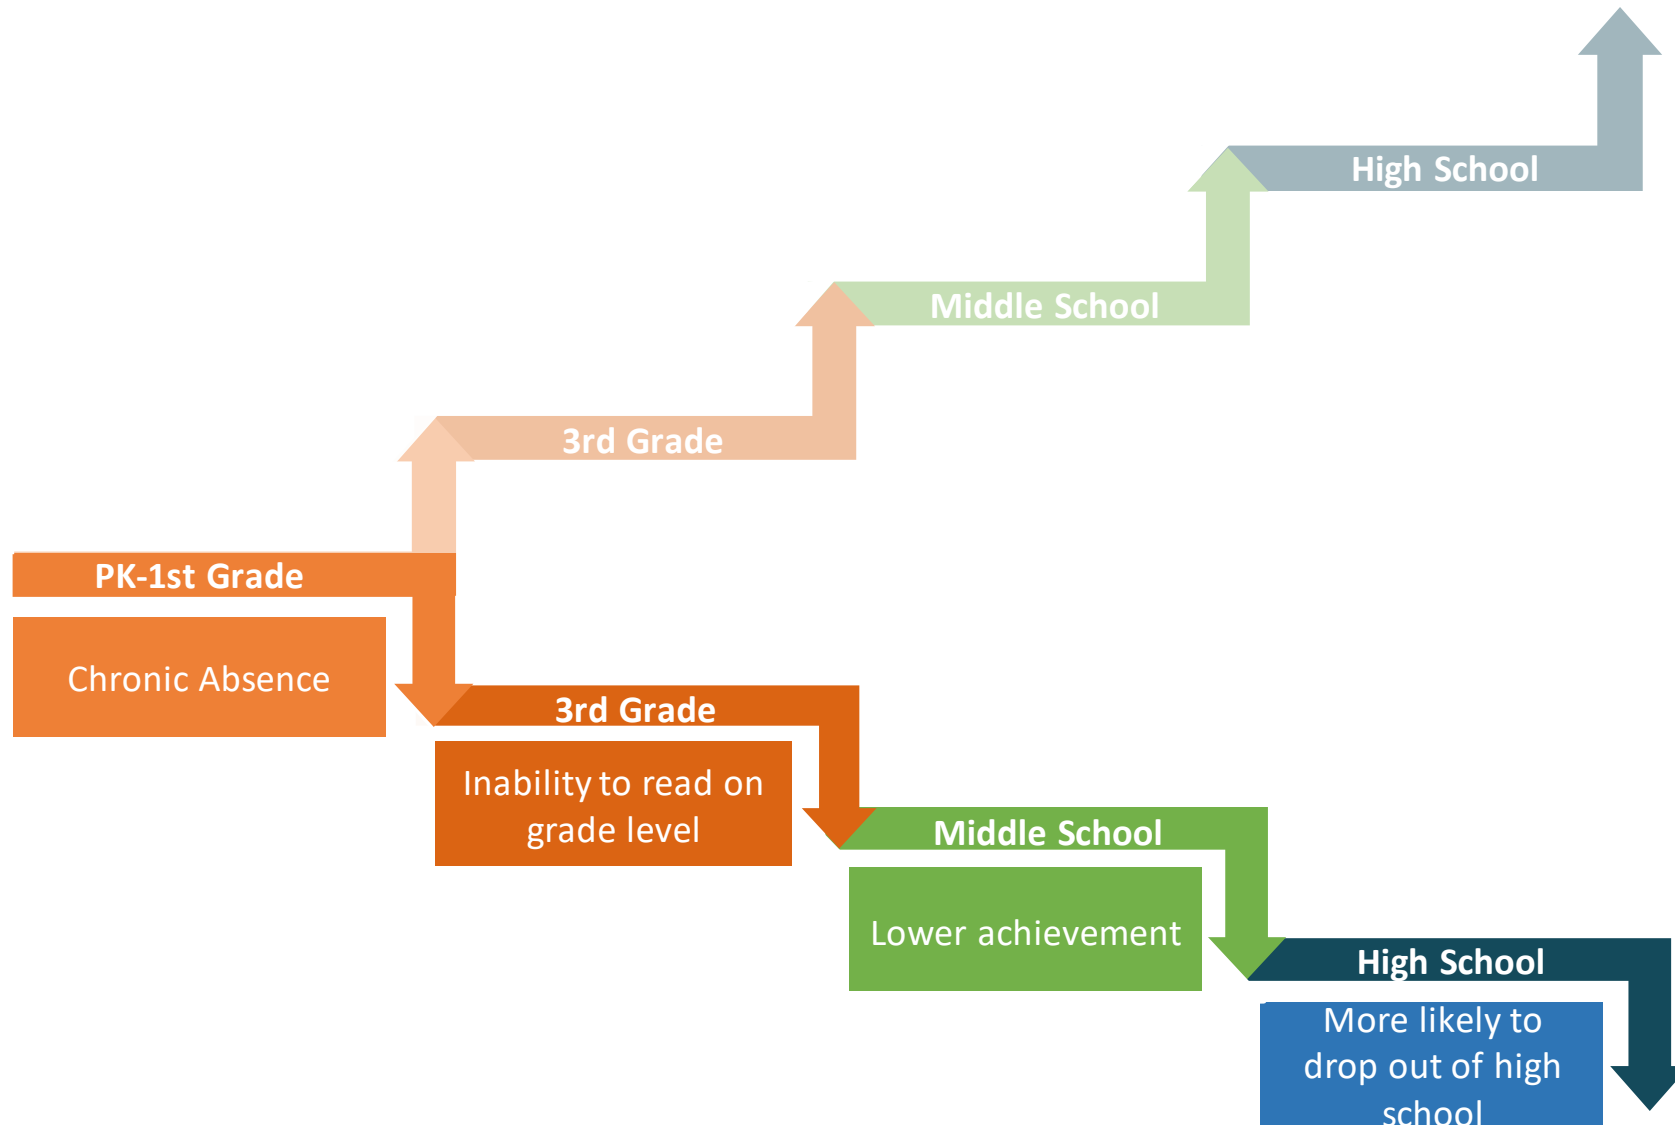 High School
Middle School
3rd Grade
PK-1st Grade
Chronic Absence
3rd Grade
Inability to read on
grade level
Middle School
Lower achievement
High School
More likely to
drop out of high
school